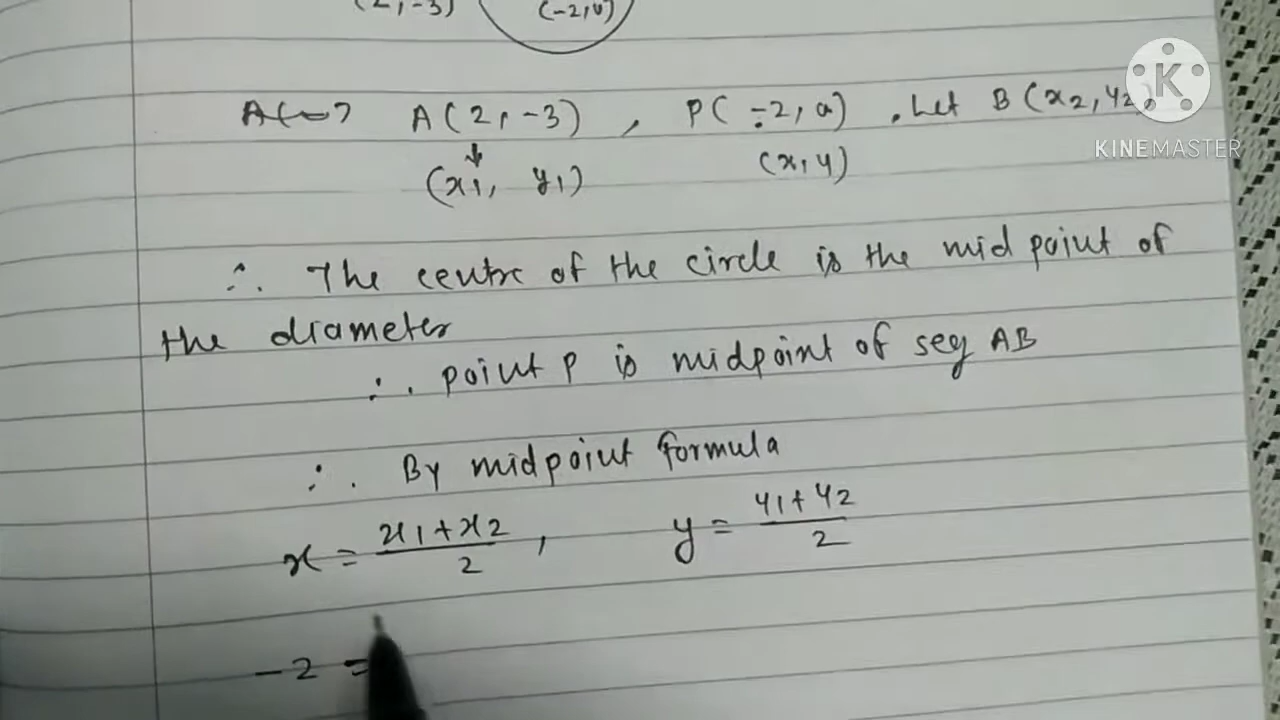 (2,-3) (-2,0)
A(2,-3) , P(-2,0) . Let B(x2,y2)
(x1, y1) (x,y)
∴ The centre of the circle is the mid point of
the diameter
∴ point P is midpoint of seg AB
∴ By midpoint formula
x = x1+x2/2 , y = y1+y2/2
-2 =
K
KINEMASTER